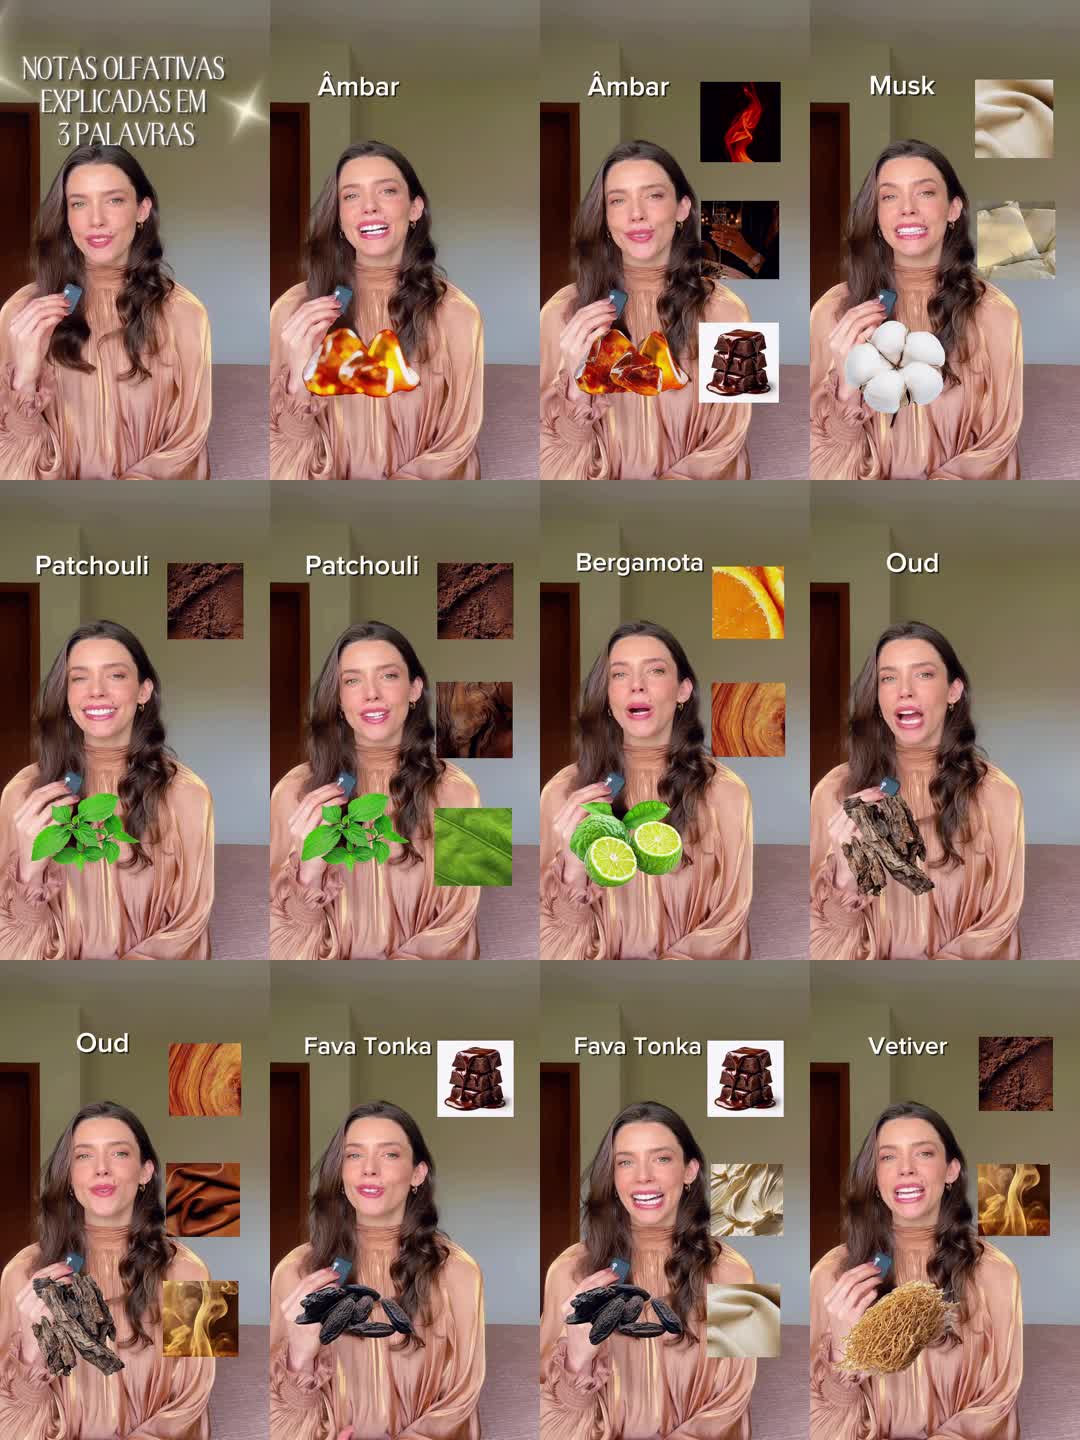 NOTAS OLFATIVAS
EXPLICADAS EM
3 PALAVRAS
Âmbar
Âmbar
Musk
Patchouli
Patchouli
Bergamota
Oud
Oud
Fava Tonka
Fava Tonka
Vetiver